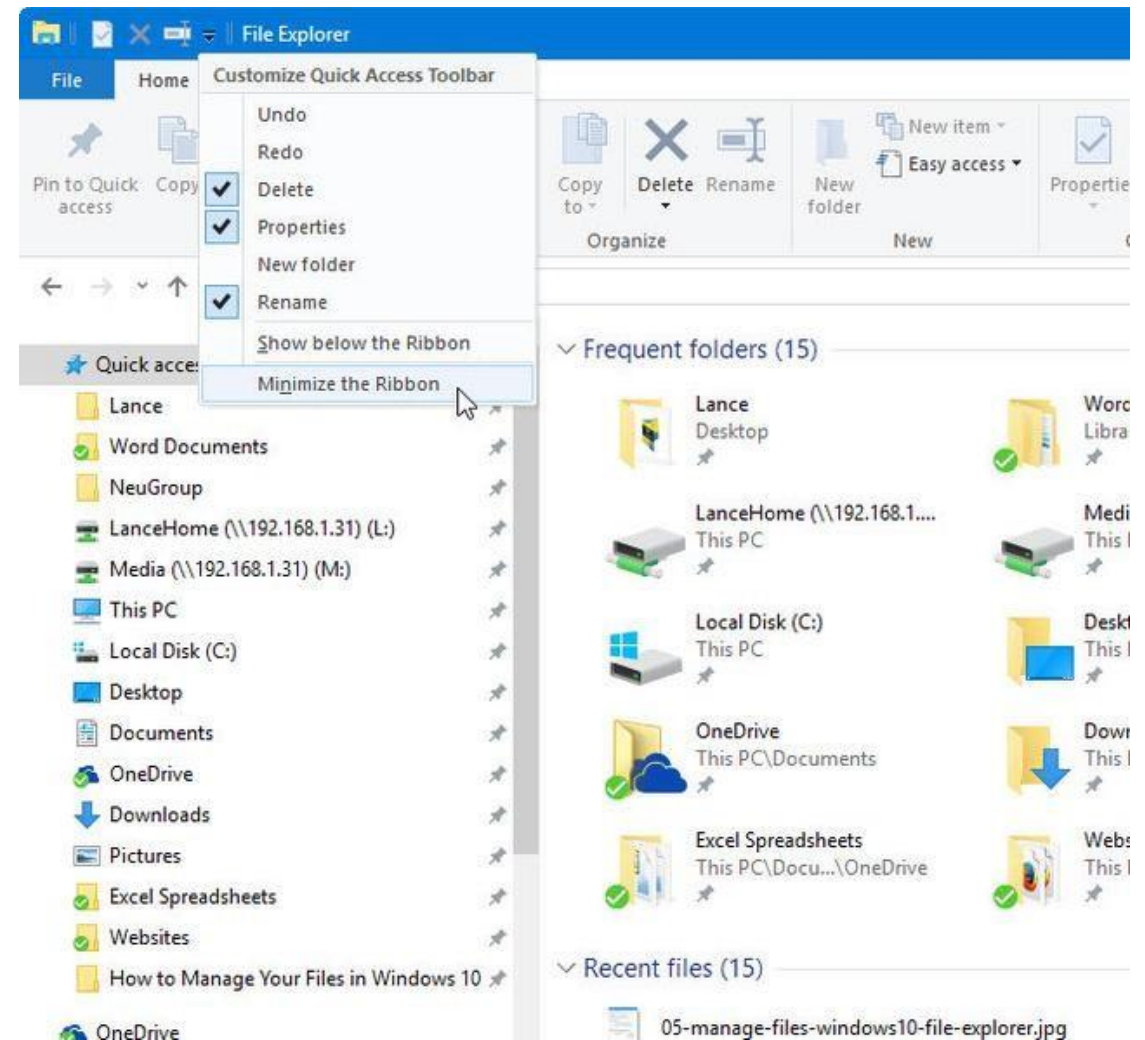 File Explorer
File Home
Customize Quick Access Toolbar
Undo
Redo
Delete
Properties
New folder
Rename
Show below the Ribbon
Minimize the Ribbon
Pin to Quick access
Copy
Copy to
Delete
Rename
New folder
New item
Easy access
Organize
New
Frequent folders (15)
Lance
Word Documents
NeuGroup
LanceHome (\\192.168.1.31) (L:)
Media (\\192.168.1.31) (M:)
This PC
Local Disk (C:)
Desktop
Documents
OneDrive
Downloads
Pictures
Excel Spreadsheets
Websites
How to Manage Your Files in Windows 10
OneDrive
Lance
Desktop
Word
LanceHome (\\192.168.1....
This PC
This
Local Disk (C:)
This PC
This
OneDrive
This PC\Documents
This
Excel Spreadsheets
This PC\Docu...\OneDrive
This
Recent files (15)
05-manage-files-windows10-file-explorer.jpg